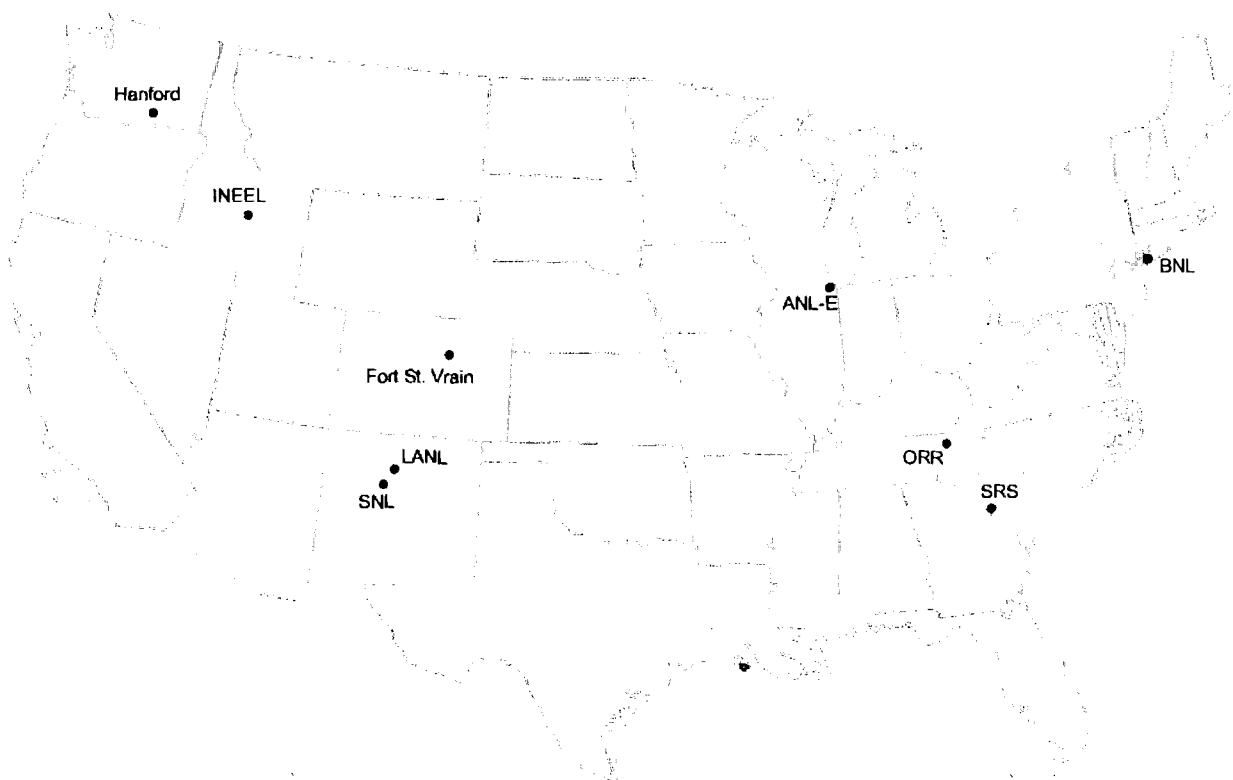 Hanford
INEEL
BNL
ANL-E
Fort St. Vrain
ORR
LANL
SNL
SRS